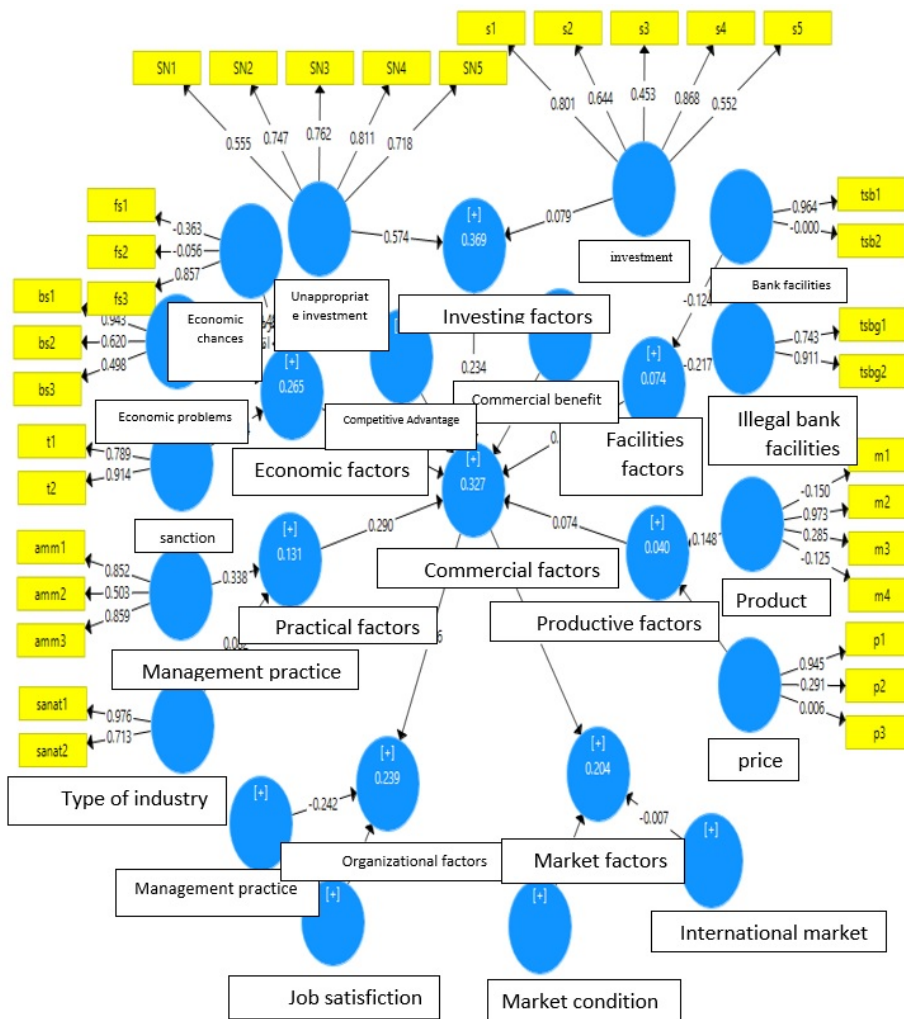 s1 s2 s3 s4 s5
SN1 SN2 SN3 SN4 SN5
0.801 0.644 0.453 0.868 0.552
0.555 0.747 0.762 0.811 0.718
fs1
fs2
fs3
-0.363
-0.056
0.857
bs1
bs2
bs3
0.943
0.620
0.498
0.574
[+]
0.369
0.079
investment
tsb1
tsb2
0.964
-0.000
Bank facilities
-0.124
Unappropriat
e investment
Economic
chances
Investing factors
tsbg1
tsbg2
0.743
0.911
-0.217
[+]
0.265
[+]
[+]
0.074
0.234
Commercial benefit
Competitive Advantage
Economic problems
Illegal bank
facilities
Facilities
factors
Economic factors
t1
t2
0.789
0.914
[+]
0.327
m1
m2
m3
m4
-0.150
0.973
0.285
-0.125
sanction
[+]
0.131
0.290
0.074
[+]
0.040
0.148
amm1
amm2
amm3
0.852
0.503
0.859
0.338
Commercial factors
Product
Practical factors
Productive factors
Management practice
p1
p2
p3
0.945
0.291
0.006
price
sanat1
sanat2
0.976
0.713
Type of industry
[+]
0.239
[+]
0.204
[+]
-0.242
-0.007
[+]
Organizational factors
Market factors
Management practice
[+]
[+]
International market
Job satisfiction
Market condition